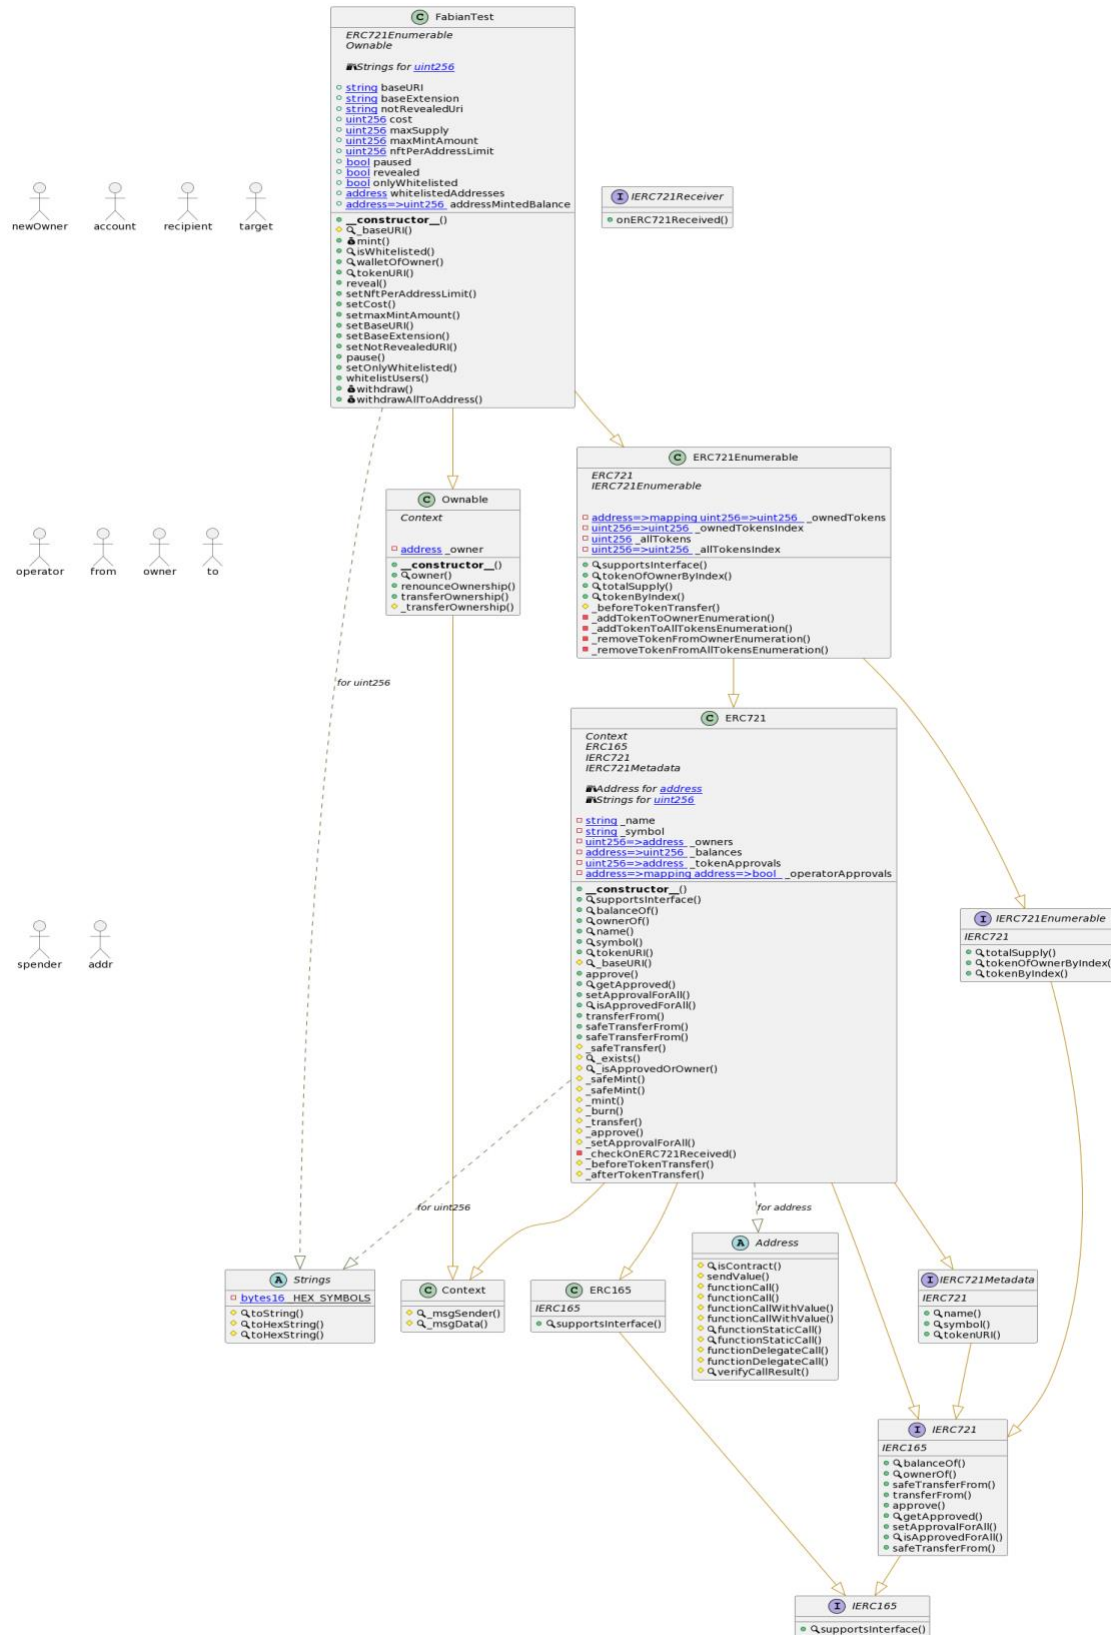 FabianTest
ERC721Enumerable
Ownable
Strings for uint256
string baseURI
string baseExtension
string notRevealedUri
uint256 cost
uint256 maxSupply
uint256 maxMintAmount
uint256 nftPerAddressLimit
bool paused
bool revealed
bool onlyWhitelisted
address whitelistedAddresses
address=>uint256 addressMintedBalance
__constructor__()
_baseURI()
mint()
isWhitelisted()
walletOfOwner()
tokenURI()
reveal()
setNftPerAddressLimit()
setCost()
setmaxMintAmount()
setBaseURI()
setBaseExtension()
setNotRevealedURI()
pause()
setOnlyWhitelisted()
whitelistUsers()
withdraw()
withdrawAllToAddress()
newOwner account recipient target
IERC721Receiver
onERC721Received()
operator from owner to
Ownable
Context
address _owner
__constructor__()
owner()
renounceOwnership()
transferOwnership()
_transferOwnership()
ERC721Enumerable
ERC721
IERC721Enumerable
address=>mapping uint256=>uint256 _ownedTokens
uint256=>uint256 _ownedTokensIndex
uint256 _allTokens
uint256=>uint256 _allTokensIndex
supportsInterface()
tokenOfOwnerByIndex()
totalSupply()
tokenByIndex()
_beforeTokenTransfer()
_addTokenToOwnerEnumeration()
_addTokenToAllTokensEnumeration()
_removeTokenFromOwnerEnumeration()
_removeTokenFromAllTokensEnumeration()
for uint256
ERC721
Context
ERC165
IERC721
IERC721Metadata
Address for address
Strings for uint256
string _name
string _symbol
uint256=>address _owners
address=>uint256 _balances
uint256=>address _tokenApprovals
address=>mapping address=>bool _operatorApprovals
__constructor__()
supportsInterface()
balanceOf()
ownerOf()
name()
symbol()
tokenURI()
_baseURI()
approve()
getApproved()
setApprovalForAll()
isApprovedForAll()
transferFrom()
safeTransferFrom()
safeTransferFrom()
_safeTransfer()
_exists()
_isApprovedOrOwner()
_safeMint()
_safeMint()
_mint()
_burn()
_transfer()
_approve()
_setApprovalForAll()
_checkOnERC721Received()
_beforeTokenTransfer()
_afterTokenTransfer()
spender addr
IERC721Enumerable
IERC721
totalSupply()
tokenOfOwnerByIndex()
tokenByIndex()
for uint256
for address
Strings
bytes16 _HEX_SYMBOLS
toString()
toHexString()
toHexString()
Context
_msgSender()
_msgData()
ERC165
IERC165
supportsInterface()
Address
isContract()
sendValue()
functionCall()
functionCall()
functionCallWithValue()
functionCallWithValue()
functionStaticCall()
functionStaticCall()
functionDelegateCall()
functionDelegateCall()
verifyCallResult()
IERC721Metadata
IERC721
name()
symbol()
tokenURI()
IERC721
IERC165
balanceOf()
ownerOf()
safeTransferFrom()
transferFrom()
approve()
getApproved()
setApprovalForAll()
isApprovedForAll()
safeTransferFrom()
IERC165
supportsInterface()